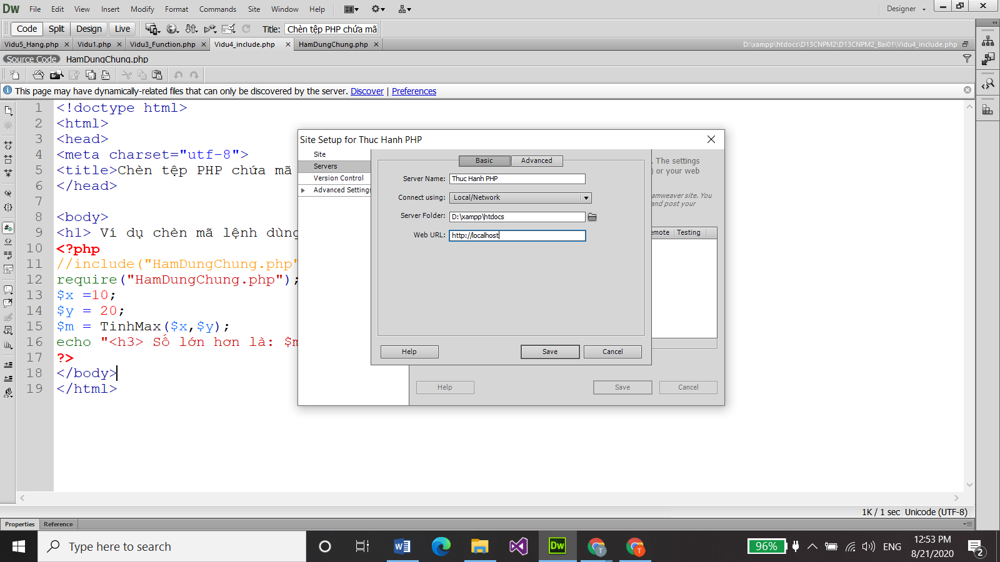 Dw File Edit View Insert Modify Format Commands Site Window Help Designer
Code Split Design Live Title: Chèn tệp PHP chứa mã
Vidu5_Hang.php Vidu1.php Vidu3_Function.php Vidu4_include.php HamDungChung.php D:\xampp\htdocs\D13CNPM2\D13CNPM2_Bai01\Vidu4_include.php
Source Code HamDungChung.php
This page may have dynamically-related files that can only be discovered by the server. Discover | Preferences
1 <!doctype html>
2 <html>
3 <head>
4 <meta charset="utf-8">
5 <title>Chèn tệp PHP chứa mã
6 </head>
7
8 <body>
9 <h1> Ví dụ chèn mã lệnh dùng
10 <?php
11 //include("HamDungChung.php"
12 require("HamDungChung.php");
13 $x =10;
14 $y = 20;
15 $m = TinhMax($x,$y);
16 echo "<h3> Số lớn hơn là: $m
17 ?>
18 </body>
19 </html>
Site Setup for Thuc Hanh PHP
Site
Servers
Version Control
Advanced Settings
Basic Advanced
Server Name: Thuc Hanh PHP
Connect using: Local/Network
Server Folder: D:\xampp\htdocs
Web URL: http://localhost
Help Save Cancel
. The settings
) or your web
amweaver site. You
and post your
emote Testing
Help Save Cancel
1K / 1 sec Unicode (UTF-8)
Properties Reference
Type here to search
96% ENG 12:53 PM
8/21/2020 2